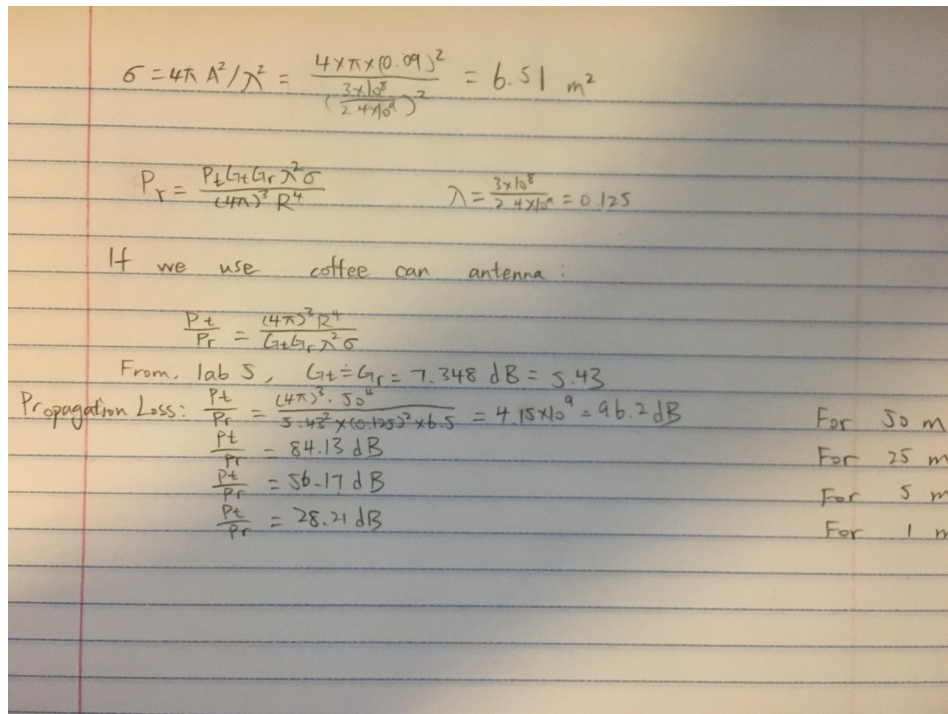 σ = 4π A²/λ² = 4×π×(0.09)² / (3×10⁸ / 2.4×10⁹)² = 6.51 m²
Pr = PtGtGrλ²σ / (4π)³R⁴ λ = 3×10⁸ / 2.4×10⁹ = 0.125
If we use coffee can antenna :
Pt/Pr = (4π)³R⁴ / GtGrλ²σ
From. lab 5, Gt ≐ Gr = 7.348 dB = 5.43
Propagation Loss: Pt/Pr = (4π)³·50⁴ / 5.43²×(0.125)²×6.5 = 4.15×10⁹ = 96.2 dB For 50 m
Pt/Pr = 84.13 dB For 25 m
Pt/Pr = 56.17 dB For 5 m
Pt/Pr = 28.21 dB For 1 m